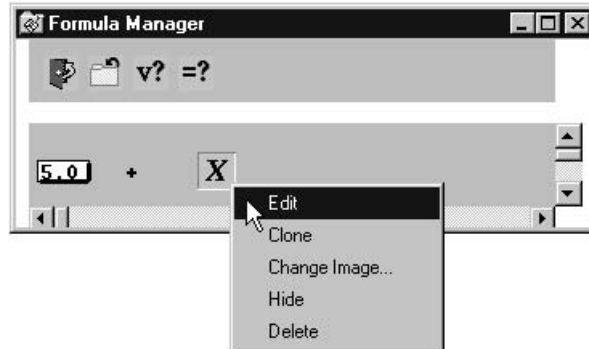 Formula Manager
v? =?
5.0 + X
Edit
Clone
Change Image...
Hide
Delete